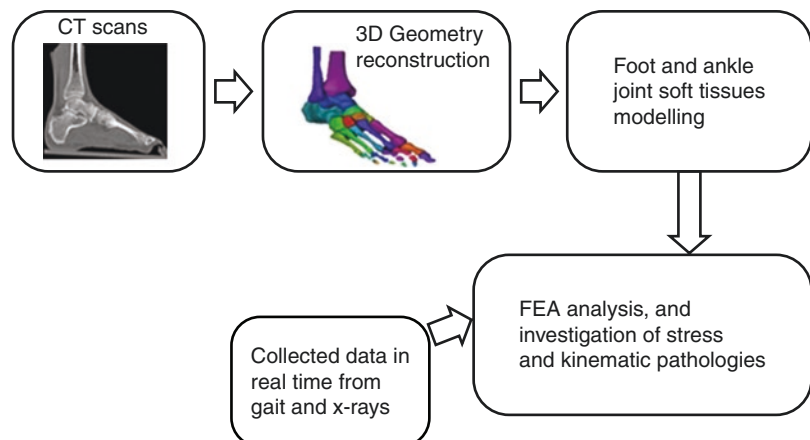 CT scans
3D Geometry
reconstruction
Foot and ankle
joint soft tissues
modelling
FEA analysis, and
investigation of stress
and kinematic pathologies
Collected data in
real time from
gait and x-rays